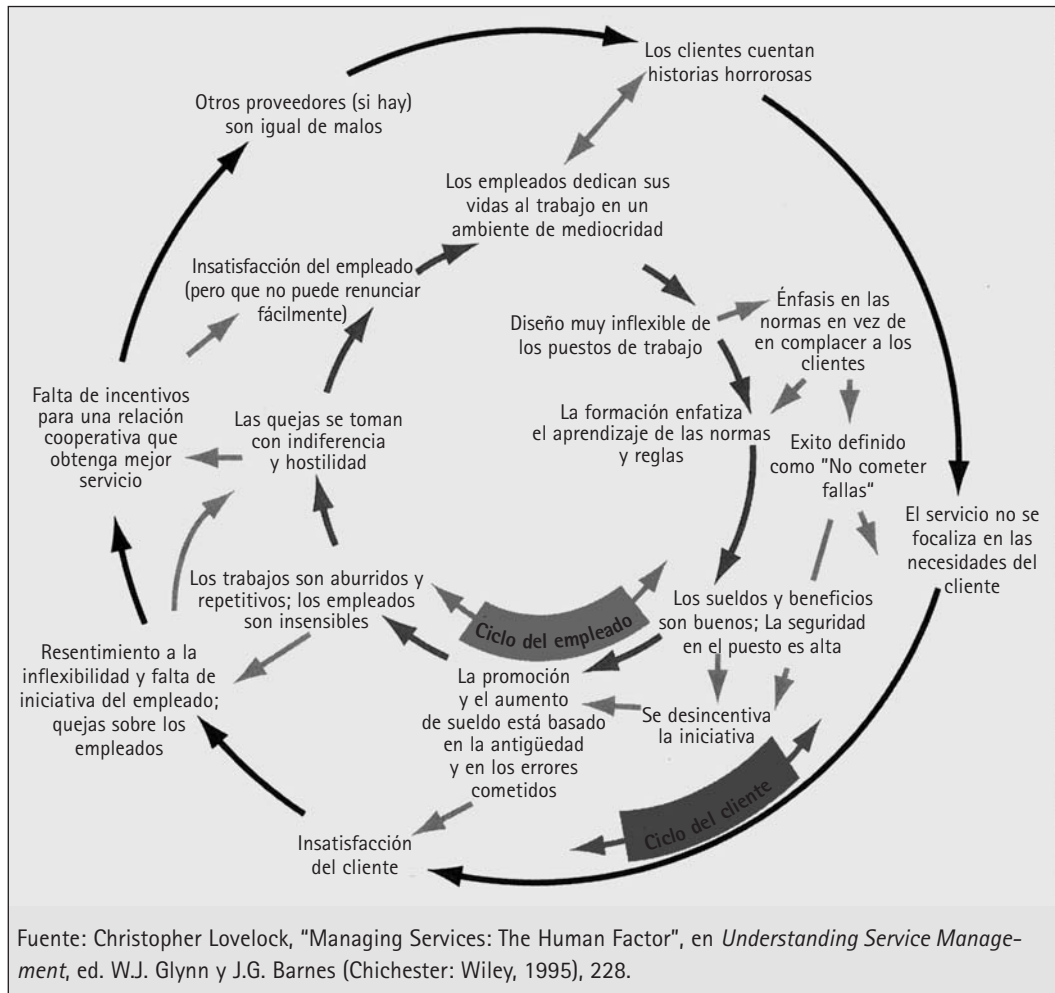 Los clientes cuentan
historias horrorosas
Otros proveedores (si hay)
son igual de malos
Los empleados dedican sus
vidas al trabajo en un
ambiente de mediocridad
Insatisfacción del empleado
(pero que no puede renunciar
fácilmente)
Diseño muy inflexible de
los puestos de trabajo
Énfasis en las
normas en vez de
en complacer a los
clientes
Falta de incentivos
para una relación
cooperativa que
obtenga mejor
servicio
Las quejas se toman
con indiferencia
y hostilidad
La formación enfatiza
el aprendizaje de las normas
y reglas
Exito definido
como "No cometer
fallas"
El servicio no se
focaliza en las
necesidades del
cliente
Los trabajos son aburridos y
repetitivos; los empleados
son insensibles
Ciclo del empleado
Los sueldos y beneficios
son buenos; La seguridad
en el puesto es alta
Resentimiento a la
inflexibilidad y falta de
iniciativa del empleado;
quejas sobre los
empleados
La promoción
y el aumento
de sueldo está basado
en la antigüedad
y en los errores
cometidos
Se desincentiva
la iniciativa
Ciclo del cliente
Insatisfacción
del cliente
Fuente: Christopher Lovelock, “Managing Services: The Human Factor”, en Understanding Service Manage-
ment, ed. W.J. Glynn y J.G. Barnes (Chichester: Wiley, 1995), 228.